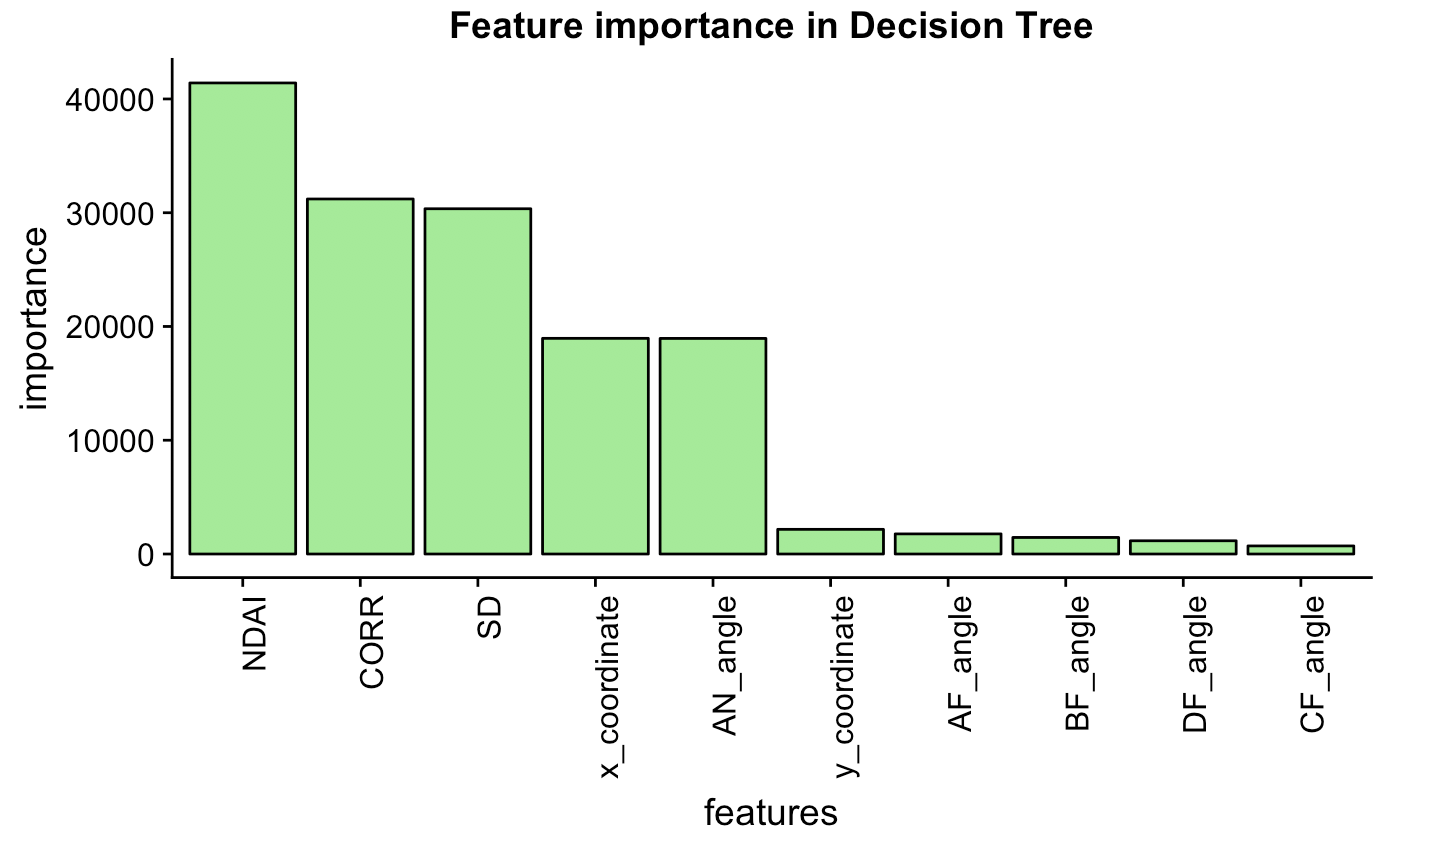 Feature importance in Decision Tree
importance
40000
30000
20000
10000
0
NDAI
CORR
SD
x_coordinate
AN_angle
y_coordinate
AF_angle
BF_angle
DF_angle
CF_angle
features